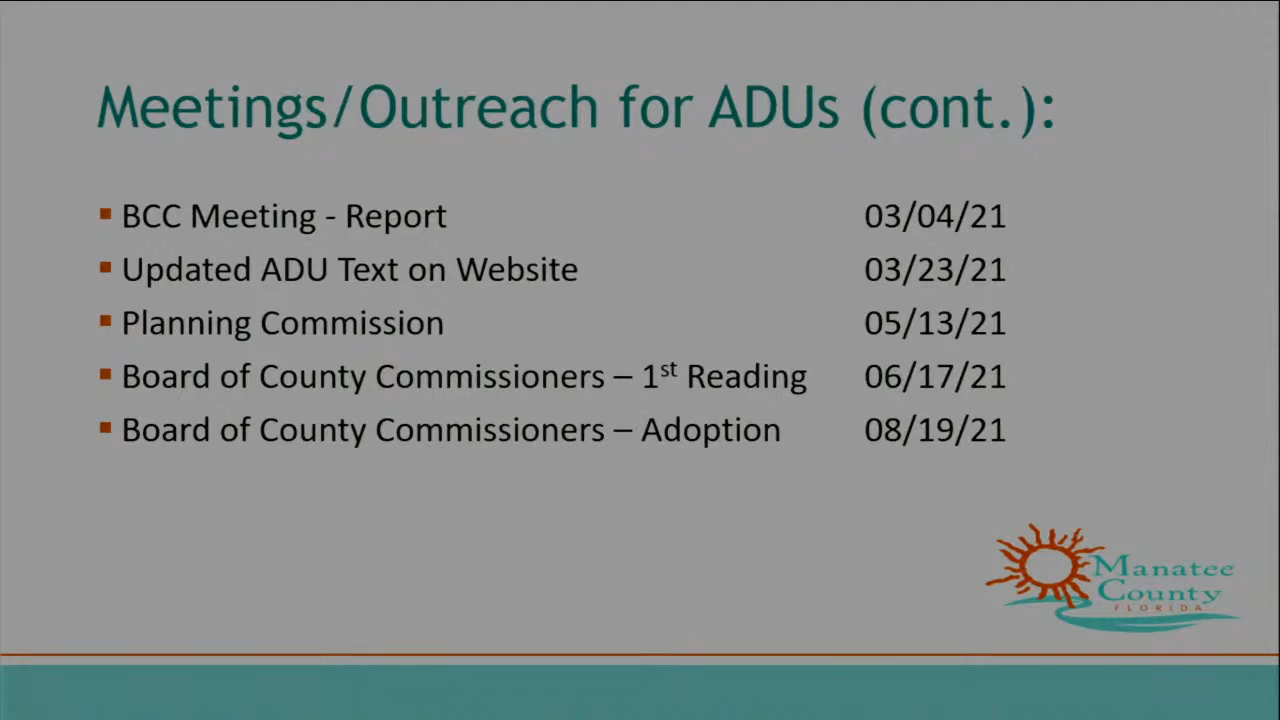 Meetings/Outreach for ADUs (cont.):
▪ BCC Meeting - Report 03/04/21
▪ Updated ADU Text on Website 03/23/21
▪ Planning Commission 05/13/21
▪ Board of County Commissioners – 1st Reading 06/17/21
▪ Board of County Commissioners – Adoption 08/19/21
Manatee
County
FLORIDA